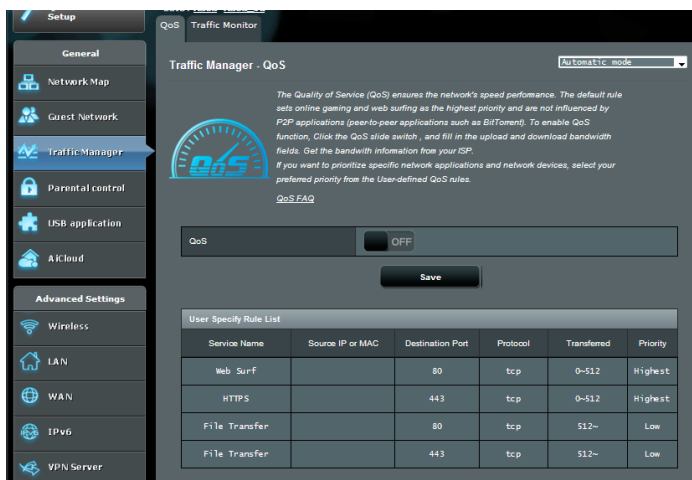 Setup
QoS Traffic Monitor
General
Network Map
Guest Network
Traffic Manager
Parental control
USB application
AiCloud
Advanced Settings
Wireless
LAN
WAN
IPv6
VPN Server
Traffic Manager - QoS
Automatic mode
QoS
The Quality of Service (QoS) ensures the network's speed performance. The default rule
sets online gaming and web surfing as the highest priority and are not influenced by
P2P applications (peer-to-peer applications such as BitTorrent). To enable QoS
function, Click the QoS slide switch , and fill in the upload and download bandwidth
fields. Get the bandwith information from your ISP.
If you want to prioritize specific network applications and network devices, select your
preferred priority from the User-defined QoS rules.
QoS FAQ
QoS OFF
Save
User Specify Rule List
Service Name Source IP or MAC Destination Port Protocol Transferred Priority
Web Surf 80 tcp 0~512 Highest
HTTPS 443 tcp 0~512 Highest
File Transfer 80 tcp 512~ Low
File Transfer 443 tcp 512~ Low